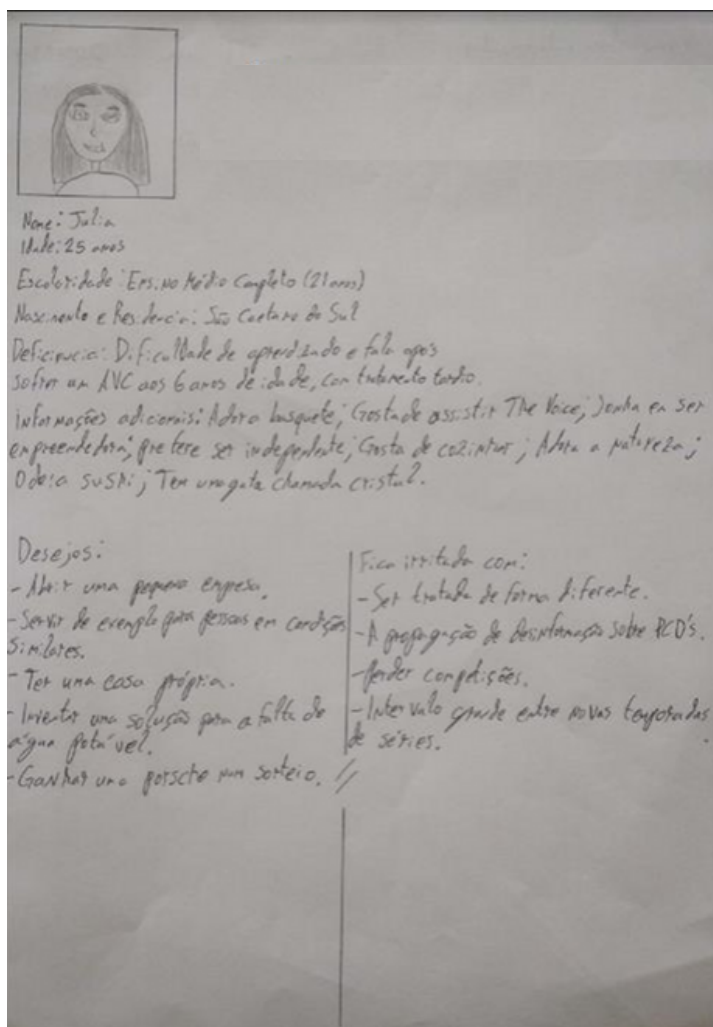 Nome: Julia
Idade: 25 anos
Escolaridade: Ensino Médio Completo (21 anos)
Nascimento e Residencia: São Caetano do Sul
Deficiencia: Dificuldade de aprendizado e fala após
sofrer um AVC aos 6 anos de idade, com tratamento tardio.
informações adicionais: Adora basquete; Gosta de assistir The Voice; Sonha em ser
empreendedora; prefere ser independente; Gosta de cozinhar; Adora a natureza;
Odeia sushi; Tem uma gata chamada cristal.
Desejos:
- Abrir uma pequena empresa.
- Servir de exemplo para pessoas em condições
Similares.
- Ter uma casa própria.
- Inventar uma solução para a falta de
água potável.
- Ganhar uma porsche num sorteio. //
Fica irritada com:
- Ser tratada de forma diferente.
- A propagação de desinformação sobre PCD's.
- Perder competições.
- Intervalo grande entre novas temporadas
de séries.